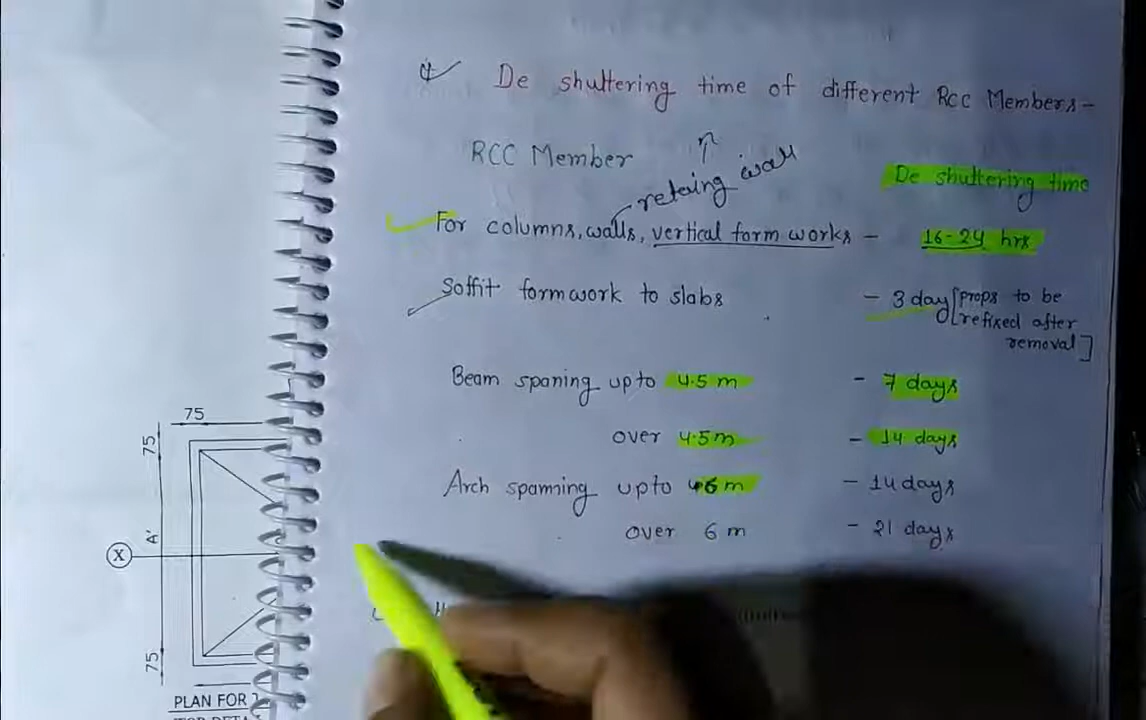 De shuttering time of different Rcc Members-
RCC Member
retaing wall
De shuttering time
For columns, walls, vertical form works - 16-24 hrs
Soffit formwork to slabs - 3 day [props to be
refixed after
removal]
Beam spaning upto 4.5 m - 7 days
over 4.5m - 14 days
Arch spanning upto 6 m - 14 days
over 6 m - 21 days
75
75
A'
X
75
PLAN FOR